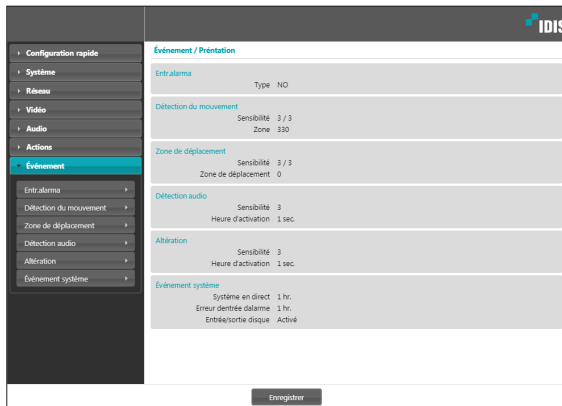 IDIS
Configuration rapide
Système
Réseau
Vidéo
Audio
Actions
Événement
Entr.alarma
Détection du mouvement
Zone de déplacement
Détection audio
Altération
Événement système
Événement / Préntation
Entr.alarma
Type NO
Détection du mouvement
Sensibilité 3 / 3
Zone 330
Zone de déplacement
Sensibilité 3 / 3
Zone de déplacement 0
Détection audio
Sensibilité 3
Heure d'activation 1 sec.
Altération
Sensibilité 3
Heure d'activation 1 sec.
Événement système
Système en direct 1 hr.
Erreur dentrée dalarme 1 hr.
Entrée/sortie disque Activé
Enregistrer